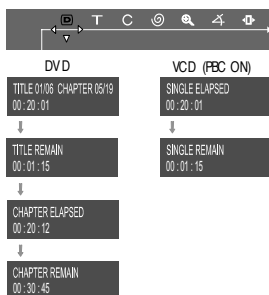 D T C
DVD
VCD (PBC ON)
TITLE 01/06 CHAPTER 05/19
00 : 20 : 01
TITLE REMAIN
00 : 01 : 15
CHAPTER ELAPSED
00 : 20 : 12
CHAPTER REMAIN
00 : 30 : 45
SINGLE ELAPSED
00 : 20 : 01
SINGLE REMAIN
00 : 01 : 15